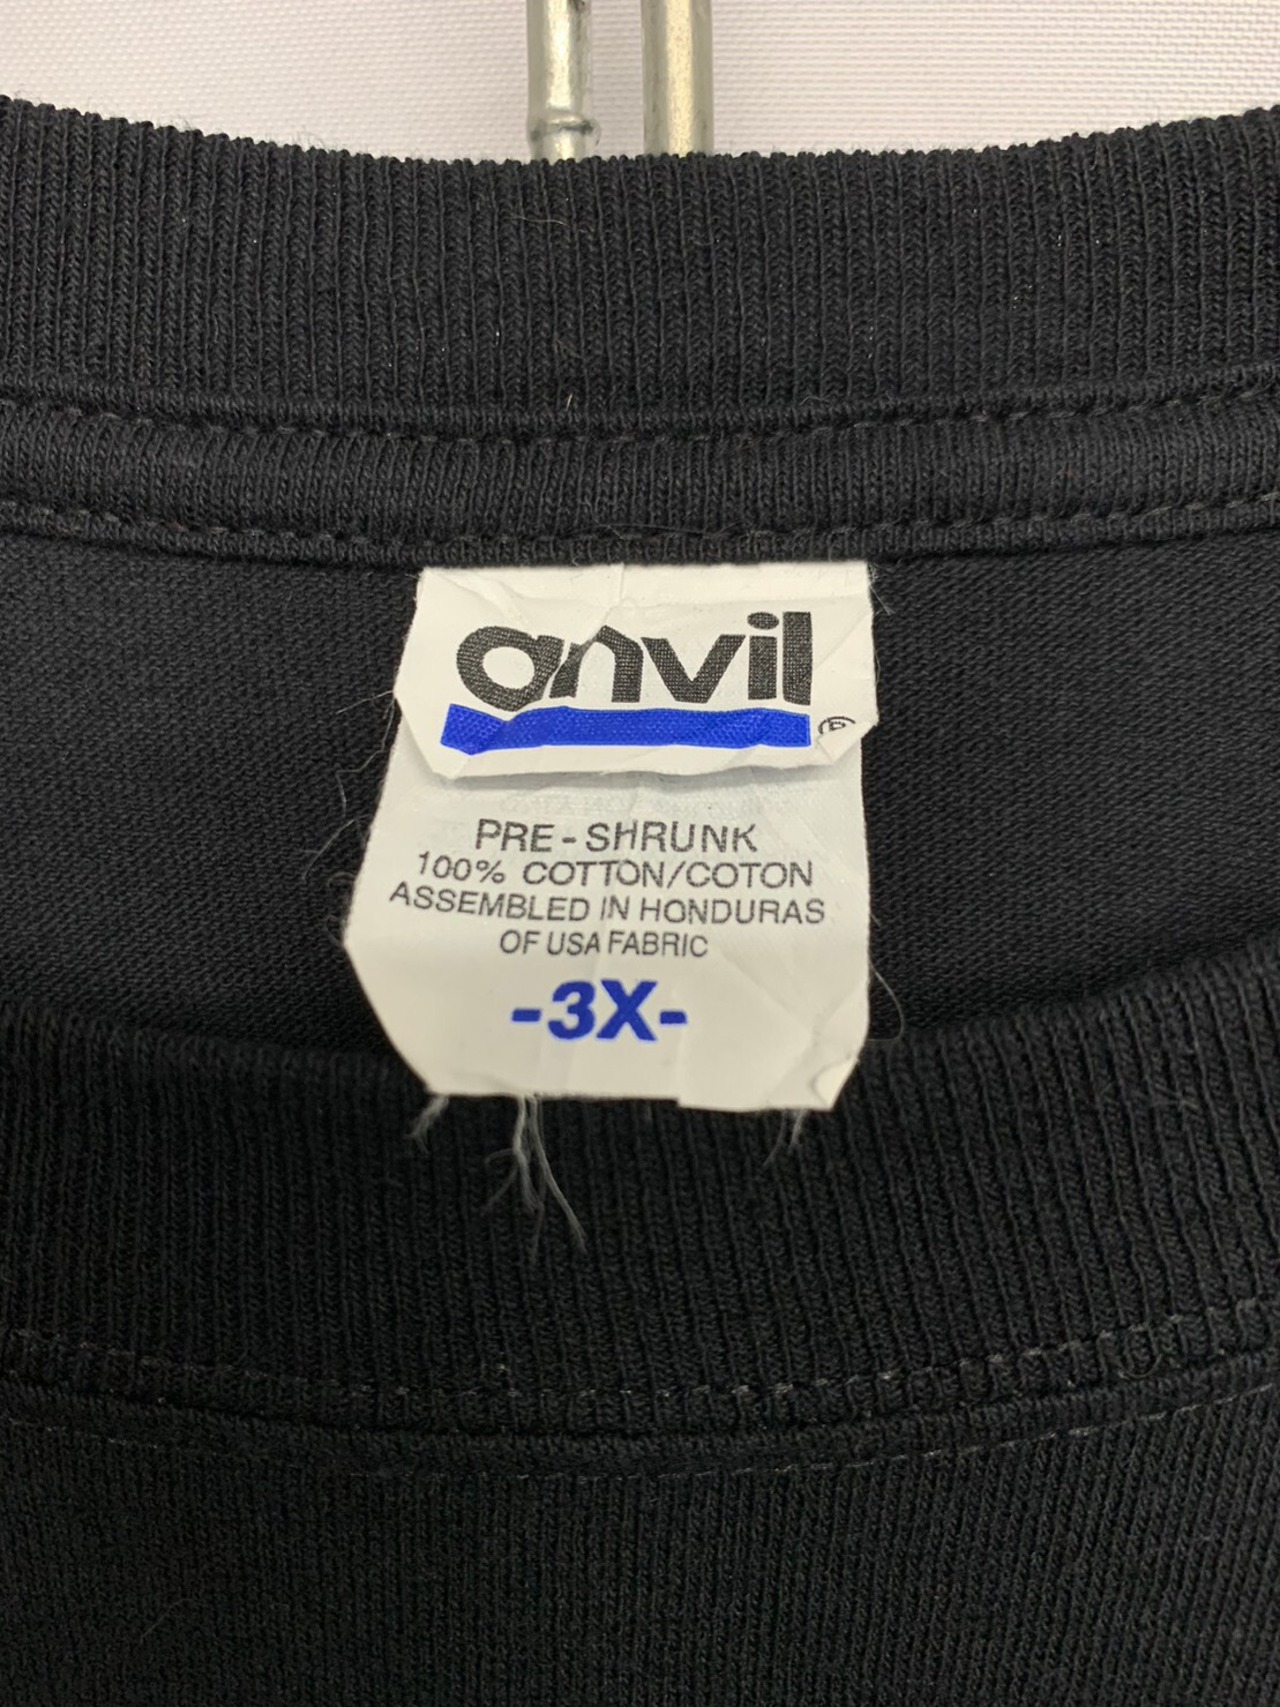 anvil
®
PRE-SHRUNK
100% COTTON/COTON
ASSEMBLED IN HONDURAS
OF USA FABRIC
-3X-